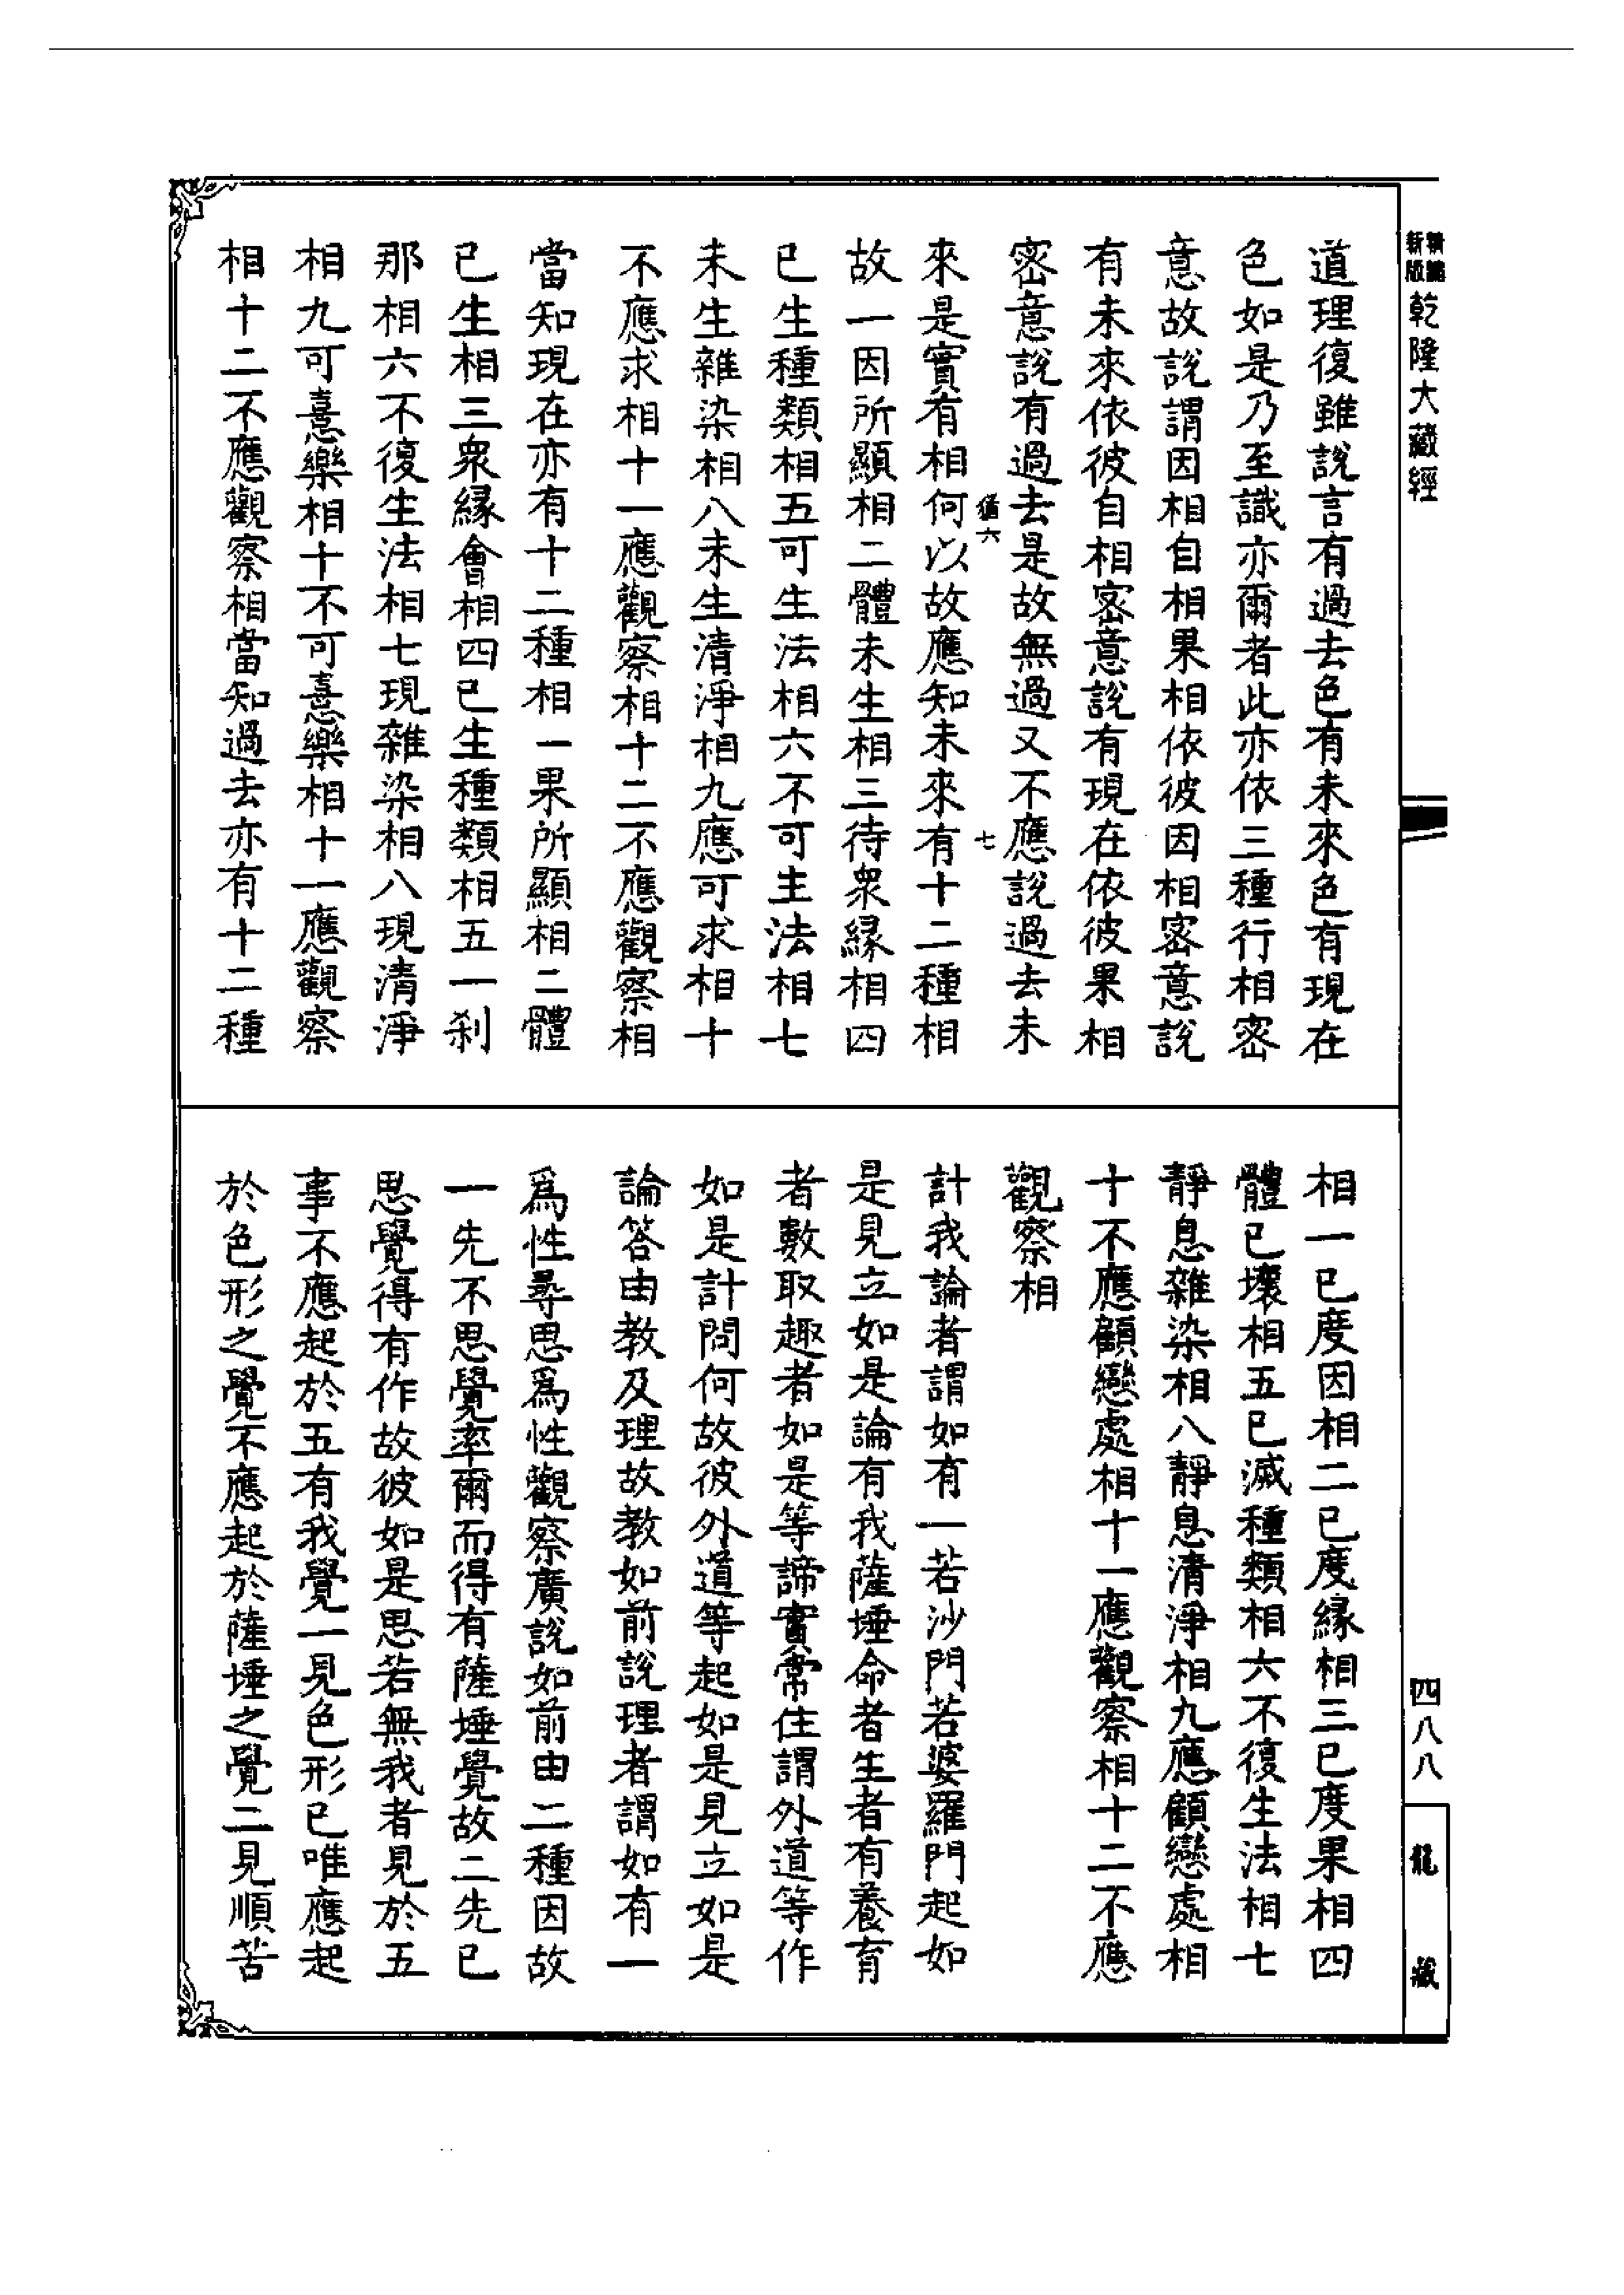 新版
精編
乾隆大藏經
道理復雖說言有過去色有未來色有現在
色如是乃至識亦爾者此亦依三種行相密
意故說謂因相自相果相依彼因相密意說
有未來依彼自相密意說有現在依彼果相
密意說有過去是故無過又不應說過去未
猶六
七
來是實有相何以故應知未來有十二種相
故一因所顯相二體未生相三待衆緣相四
已生種類相五可生法相六不可生法相七
未生雜染相八未生清淨相九應可求相十
不應求相十一應觀察相十二不應觀察相
當知現在亦有十二種相一果所顯相二體
已生相三衆緣會相四已生種類相五一剎
那相六不復生法相七現雜染相八現清淨
相九可憙樂相十不可憙樂相十一應觀察
相十二不應觀察相當知過去亦有十二種
相一已度因相二已度緣相三已度果相四
體已壞相五已滅種類相六不復生法相七
靜息雜染相八靜息清淨相九應顧戀處相
十不應顧戀處相十一應觀察相十二不應
觀察相
計我論者謂如有一若沙門若婆羅門起如
是見立如是論有我薩埵命者生者有養育
者數取趣者如是等諦實常住謂外道等作
如是計問何故彼外道等起如是見立如是
論答由教及理故教如前說理者謂如有一
爲性尋思爲性觀察廣說如前由二種因故
一先不思覺率爾而得有薩埵覺故二先已
思覺得有作故彼如是思若無我者見於五
事不應起於五有我覺一見色形已唯應起
於色形之覺不應起於薩埵之覺二見順苦
四八八
龍藏